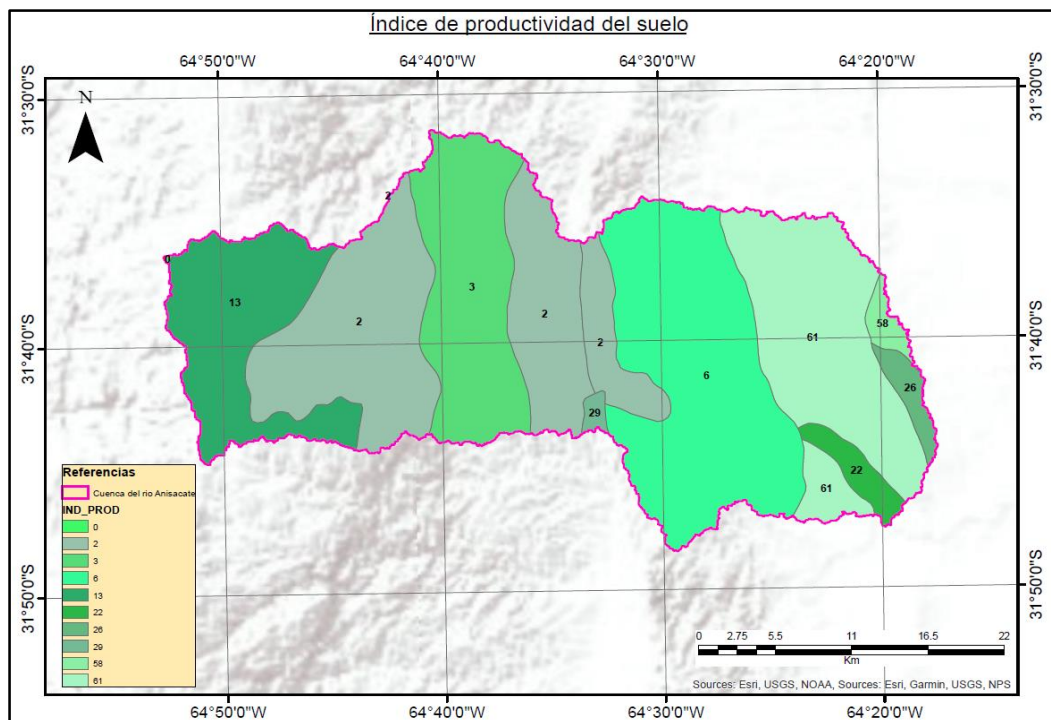 Índice de productividad del suelo
64°50'0"W 64°40'0"W 64°30'0"W 64°20'0"W
31°30'0"S 31°30'0"S
N
2
0
13
3
2
2
58
61
2
31°40'0"S 31°40'0"S
6
26
29
22
61
Referencias
Cuenca del rio Anisacate
IND_PROD
0
2
3
6
13
22
26
29
58
61
31°50'0"S 31°50'0"S
0 2.75 5.5 11 16.5 22
Km
Sources: Esri, USGS, NOAA, Sources: Esri, Garmin, USGS, NPS
64°50'0"W 64°40'0"W 64°30'0"W 64°20'0"W